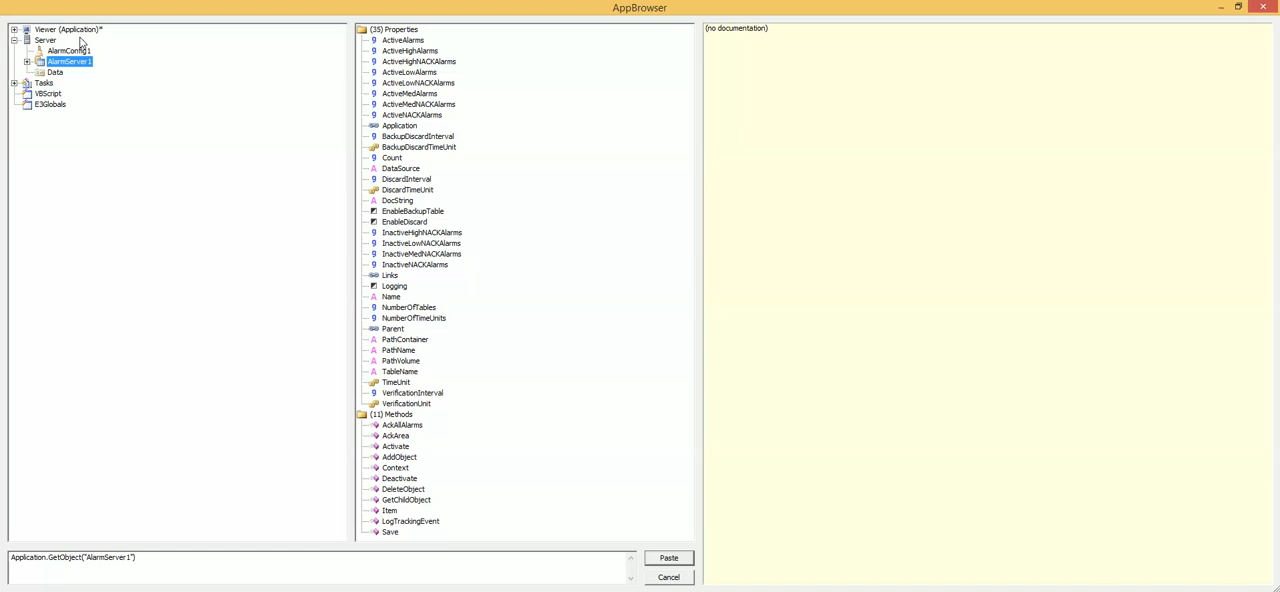 AppBrowser
Viewer (Application)*
Server
AlarmConfig1
AlarmServer1
Data
Tasks
VBScript
E3Globals
(35) Properties
ActiveAlarms
ActiveHighAlarms
ActiveHighNACKAlarms
ActiveLowAlarms
ActiveLowNACKAlarms
ActiveMedAlarms
ActiveMedNACKAlarms
ActiveNACKAlarms
Application
BackupDiscardInterval
BackupDiscardTimeUnit
Count
DataSource
DiscardInterval
DiscardTimeUnit
DocString
EnableBackupTable
EnableDiscard
InactiveHighNACKAlarms
InactiveLowNACKAlarms
InactiveMedNACKAlarms
InactiveNACKAlarms
Links
Logging
Name
NumberOfTables
NumberOfTimeUnits
Parent
PathContainer
PathName
PathVolume
TableName
TimeUnit
VerificationInterval
VerificationUnit
(11) Methods
AckAllAlarms
AckArea
Activate
AddObject
Context
Deactivate
DeleteObject
GetChildObject
Item
LogTrackingEvent
Save
(no documentation)
Application.GetObject("AlarmServer1")
Paste
Cancel